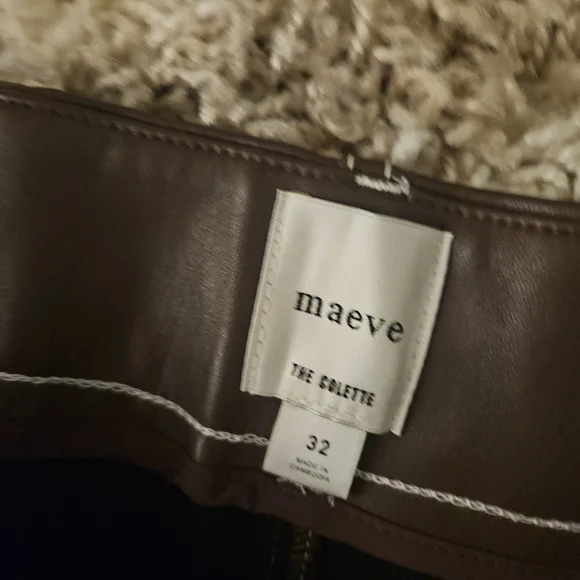 maeve
THE COLETTE
32
MADE IN
CAMBODIA